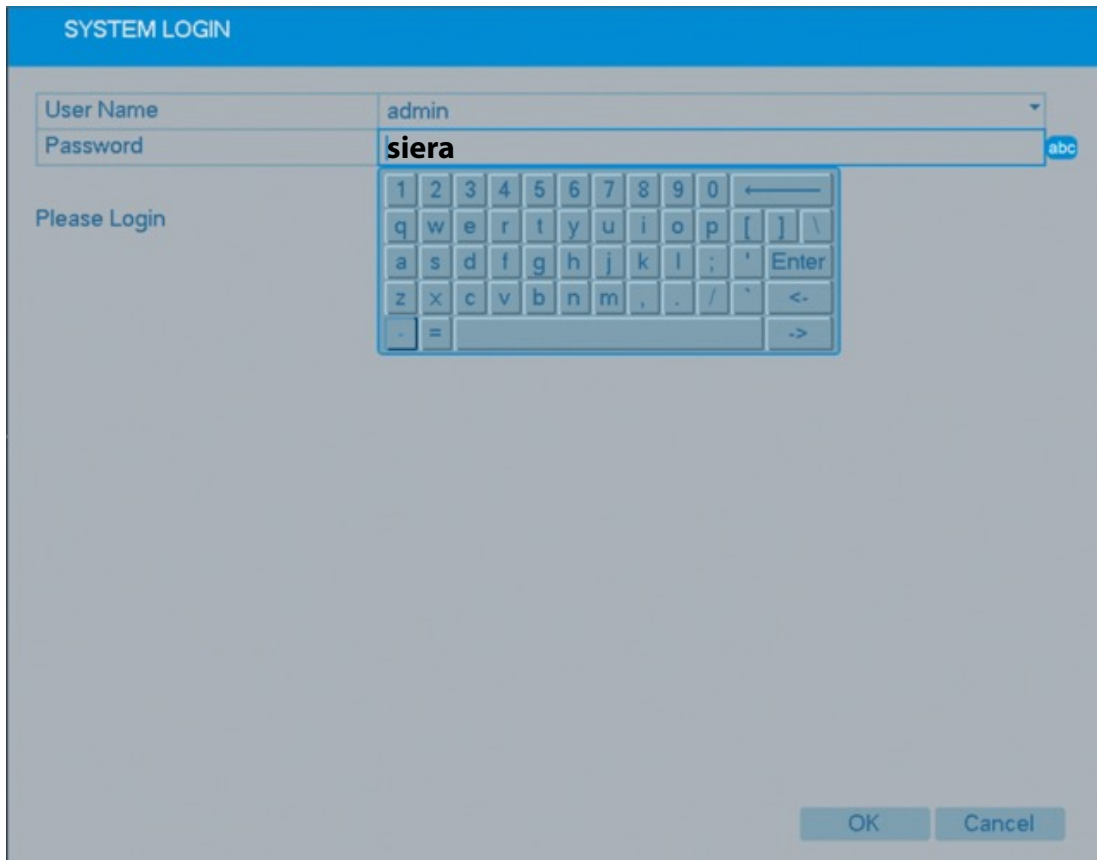 SYSTEM LOGIN
User Name admin
Password siera abc
1 2 3 4 5 6 7 8 9 0 ←
Please Login
q w e r t y u i o p [ ] \
a s d f g h j k l ; ' Enter
z x c v b n m , . / ` <-
- = ->
OK Cancel